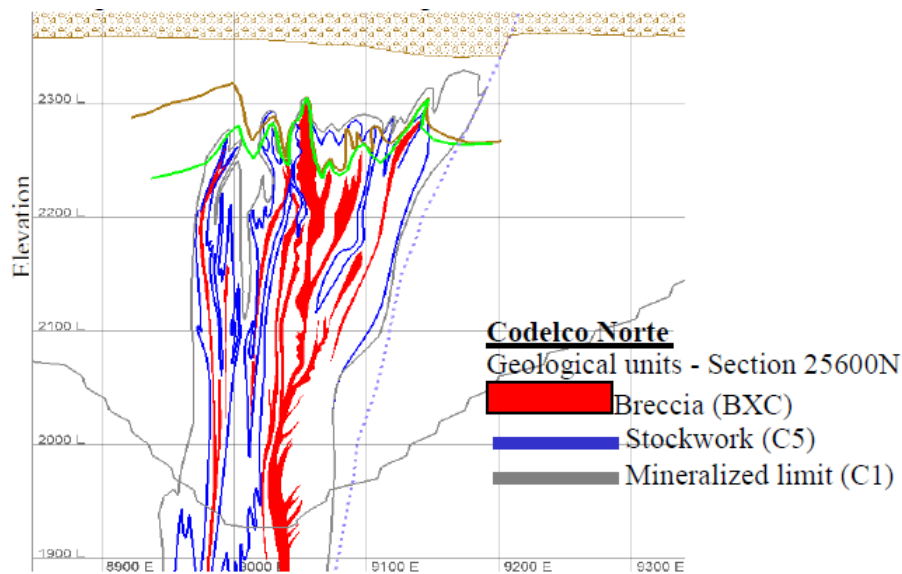 2300 L
2200 L
2100 L
2000 L
1900 L
Elevation
8900 E
9000 E
9100 E
9200 E
9300 E
Codelco Norte
Geological units - Section 25600N
Breccia (BXC)
Stockwork (C5)
Mineralized limit (C1)